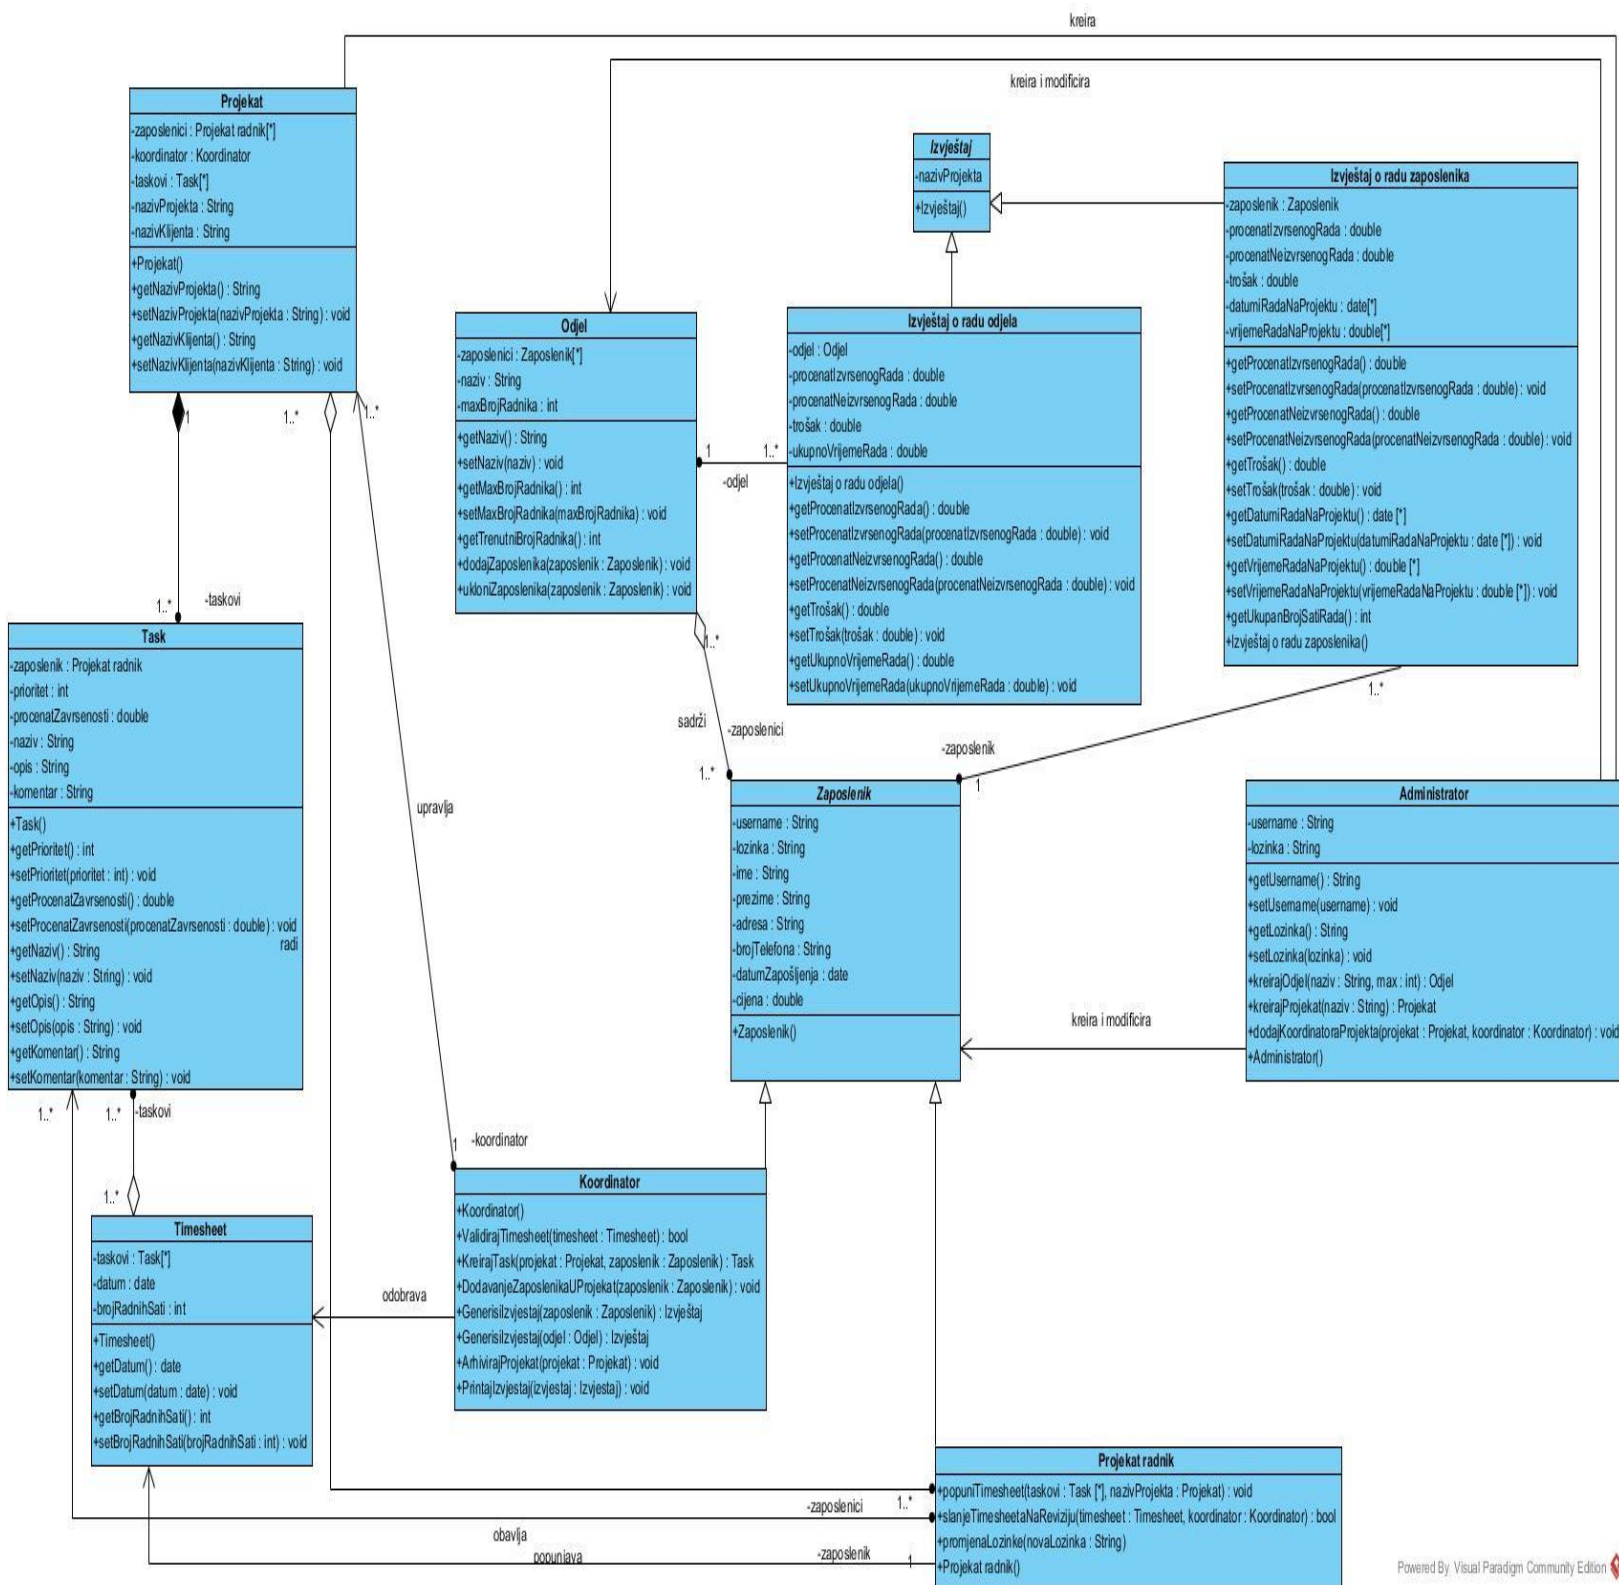 kreira
kreira i modificira
Projekat
-zaposlenici : Projekat radnik[*]
-koordinator : Koordinator
-taskovi : Task[*]
-nazivProjekta : String
-nazivKlijenta : String
+Projekat()
+getNazivProjekta() : String
+setNazivProjekta(nazivProjekta : String) : void
+getNazivKlijenta() : String
+setNazivKlijenta(nazivKlijenta : String) : void
1
1..*
1..*
1..*
-taskovi
Izvještaj
-nazivProjekta
+Izvještaj()
Izvještaj o radu zaposlenika
-zaposlenik : Zaposlenik
-procenatIzvrsenogRada : double
-procenatNeizvrsenogRada : double
-trošak : double
-datumiRadaNaProjektu : date[*]
-vrijemeRadaNaProjektu : double[*]
+getProcenatIzvrsenogRada() : double
+setProcenatIzvrsenogRada(procenatIzvrsenogRada : double) : void
+getProcenatNeizvrsenogRada() : double
+setProcenatNeizvrsenogRada(procenatNeizvrsenogRada : double) : void
+getTrošak() : double
+setTrošak(trošak : double) : void
+getDatumiRadaNaProjektu() : date [*]
+setDatumiRadaNaProjektu(datumiRadaNaProjektu : date [*]) : void
+getVrijemeRadaNaProjektu() : double [*]
+setVrijemeRadaNaProjektu(vrijemeRadaNaProjektu : double [*]) : void
+getUkupanBrojSatiRada() : int
+Izvještaj o radu zaposlenika()
1..*
Odjel
-zaposlenici : Zaposlenik[*]
-naziv : String
-maxBrojRadnika : int
+getNaziv() : String
+setNaziv(naziv) : void
+getMaxBrojRadnika() : int
+setMaxBrojRadnika(maxBrojRadnika) : void
+getTrenutniBrojRadnika() : int
+dodajZaposlenika(zaposlenik : Zaposlenik) : void
+ukloniZaposlenika(zaposlenik : Zaposlenik) : void
1
1..*
-odjel
1..*
sadrži
-zaposlenici
1..*
Izvještaj o radu odjela
-odjel : Odjel
-procenatIzvrsenogRada : double
-procenatNeizvrsenogRada : double
-trošak : double
-ukupnoVrijemeRada : double
+Izvještaj o radu odjela()
+getProcenatIzvrsenogRada() : double
+setProcenatIzvrsenogRada(procenatIzvrsenogRada : double) : void
+getProcenatNeizvrsenogRada() : double
+setProcenatNeizvrsenogRada(procenatNeizvrsenogRada : double) : void
+getTrošak() : double
+setTrošak(trošak : double) : void
+getUkupnoVrijemeRada() : double
+setUkupnoVrijemeRada(ukupnoVrijemeRada : double) : void
Task
-zaposlenik : Projekat radnik
-prioritet : int
-procenatZavrsenosti : double
-naziv : String
-opis : String
-komentar : String
+Task()
+getPrioritet() : int
+setPrioritet(prioritet : int) : void
+getProcenatZavrsenosti() : double
+setProcenatZavrsenosti(procenatZavrsenosti : double) : void
radi
+getNaziv() : String
+setNaziv(naziv : String) : void
+getOpis() : String
+setOpis(opis : String) : void
+getKomentar() : String
+setKomentar(komentar : String) : void
1..*
1..*
-taskovi
1..*
upravlja
-zaposlenik
1
Zaposlenik
-username : String
-lozinka : String
-ime : String
-prezime : String
-adresa : String
-brojTelefona : String
-datumZapošljenja : date
-cijena : double
+Zaposlenik()
kreira i modificira
Administrator
-username : String
-lozinka : String
+getUsername() : String
+setUsername(username) : void
+getLozinka() : String
+setLozinka(lozinka) : void
+kreirajOdjel(naziv : String, max : int) : Odjel
+kreirajProjekat(naziv : String) : Projekat
+dodajKoordinatoraProjekta(projekat : Projekat, koordinator : Koordinator) : void
+Administrator()
1
-koordinator
Koordinator
+Koordinator()
+ValidirajTimesheet(timesheet : Timesheet) : bool
+KreirajTask(projekat : Projekat, zaposlenik : Zaposlenik) : Task
+DodavanjeZaposlenikaUProjekat(zaposlenik : Zaposlenik) : void
+GenerisiIzvjestaj(zaposlenik : Zaposlenik) : Izvještaj
+GenerisiIzvjestaj(odjel : Odjel) : Izvještaj
+ArhivirajProjekat(projekat : Projekat) : void
+PrintajIzvjestaj(izvjestaj : Izvjestaj) : void
odobrava
Timesheet
-taskovi : Task[*]
-datum : date
-brojRadnihSati : int
+Timesheet()
+getDatum() : date
+setDatum(datum : date) : void
+getBrojRadnihSati() : int
+setBrojRadnihSati(brojRadnihSati : int) : void
Projekat radnik
+popuniTimesheet(taskovi : Task [*], nazivProjekta : Projekat) : void
+slanjeTimesheetaNaReviziju(timesheet : Timesheet, koordinator : Koordinator) : bool
+promjenaLozinke(novaLozinka : String)
+Projekat radnik()
-zaposlenici
1..*
obavlja
popunjava
-zaposlenik
1
Powered By Visual Paradigm Community Edition